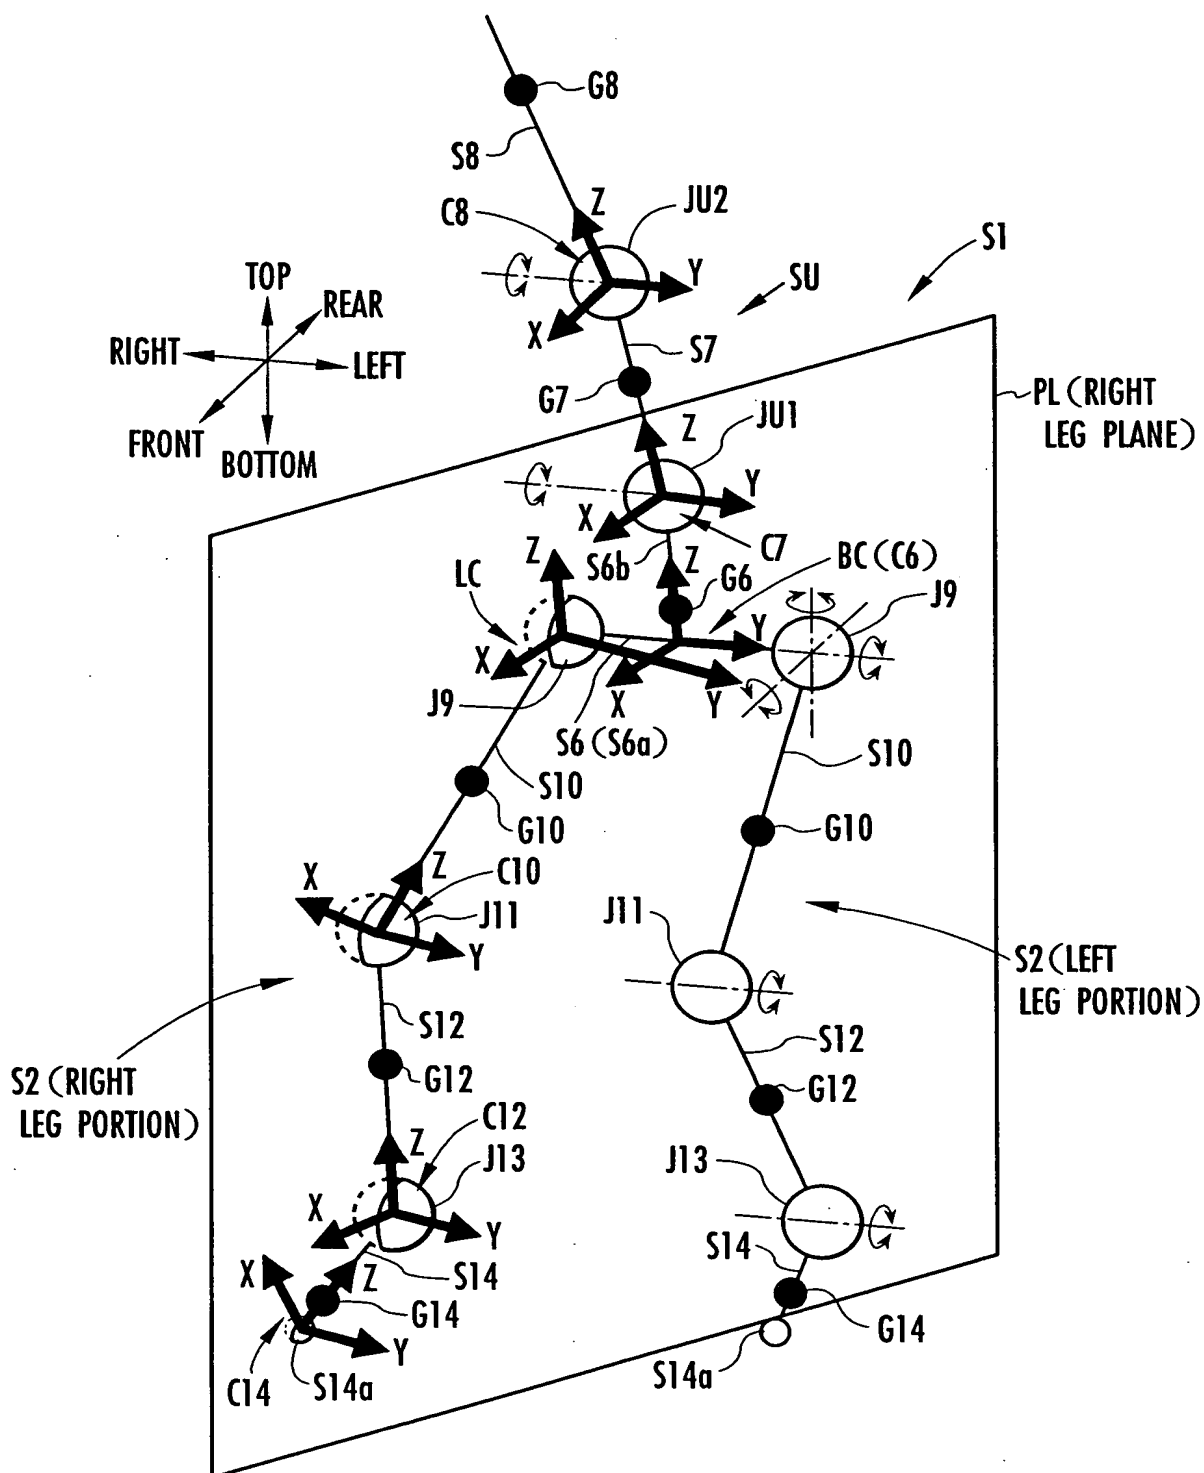 G8
S8
Z
JU2
C8
S1
Y
SU
TOP
REAR
X
RIGHT
LEFT
S7
G7
PL (RIGHT
LEG PLANE)
FRONT
BOTTOM
Z
JU1
Y
X
C7
Z
S6b
Z
BC (C6)
LC
G6
J9
Y
X
X
Y
J9
S6 (S6a)
S10
S10
G10
G10
X
Z
C10
J11
J11
Y
S2 (LEFT
LEG PORTION)
S12
S12
S2 (RIGHT
LEG PORTION)
G12
G12
C12
Z
J13
J13
X
Y
S14
X
Z
S14
G14
G14
Y
C14
S14a
S14a